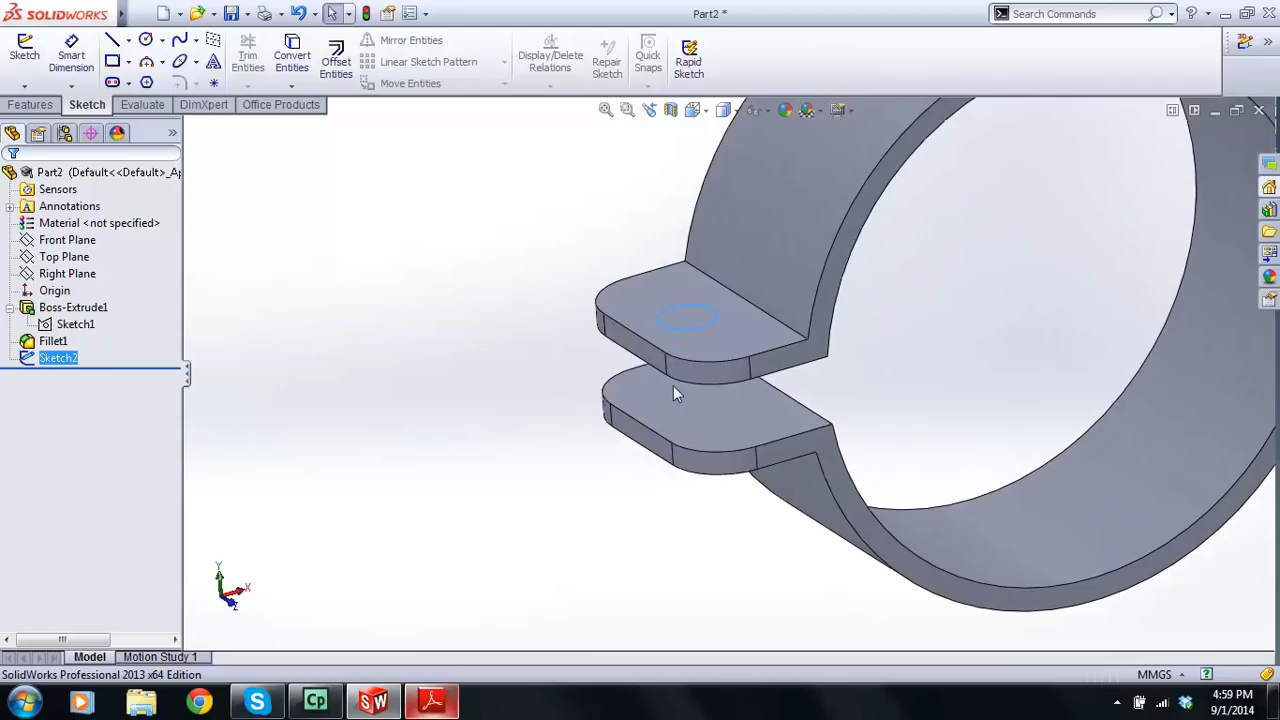 SOLIDWORKS
Part2 *
Search Commands
Sketch
Smart Dimension
Trim Entities
Convert Entities
Offset Entities
Mirror Entities
Linear Sketch Pattern
Move Entities
Display/Delete Relations
Repair Sketch
Quick Snaps
Rapid Sketch
Features
Sketch
Evaluate
DimXpert
Office Products
Part2 (Default<<Default>_Ap
Sensors
Annotations
Material <not specified>
Front Plane
Top Plane
Right Plane
Origin
Boss-Extrude1
Sketch1
Fillet1
Sketch2
Y
X
Z
Model
Motion Study 1
SolidWorks Professional 2013 x64 Edition
MMGS
4:59 PM
9/1/2014